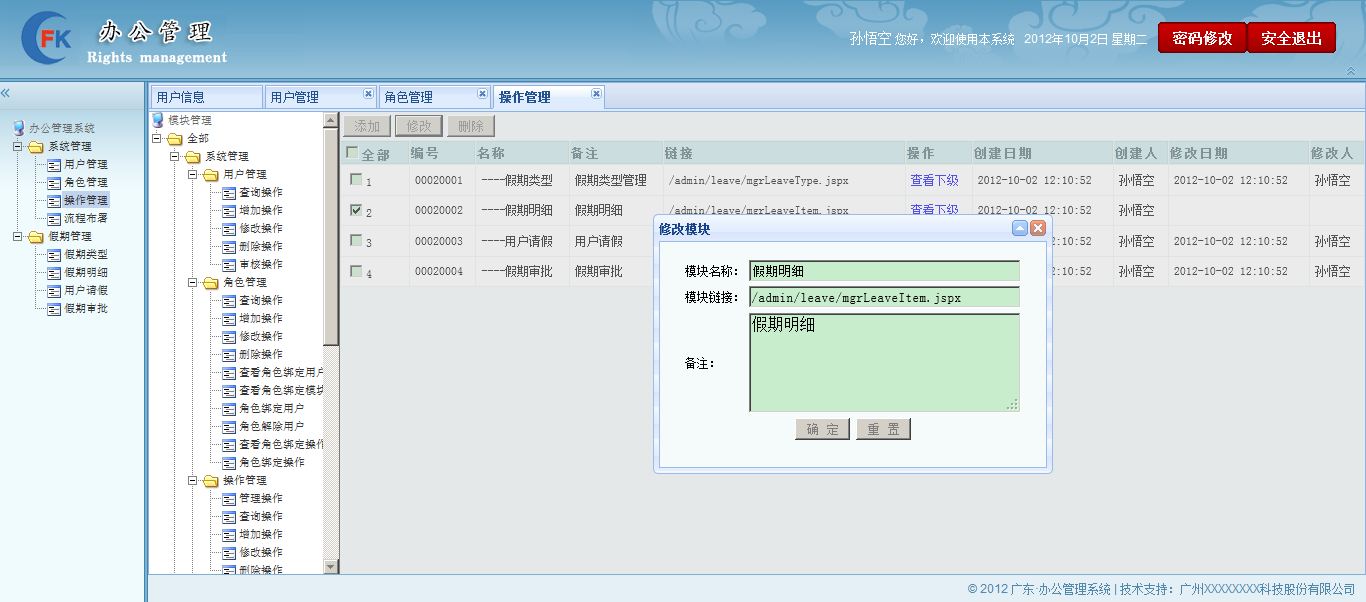 FK 办公管理
Rights management
孙悟空 您好，欢迎使用本系统 2012年10月2日 星期二 密码修改 安全退出
办公管理系统
系统管理
用户管理
角色管理
操作管理
流程布署
假期管理
假期类型
假期明细
用户请假
假期审批
用户信息 用户管理 角色管理 操作管理
模块管理
全部
系统管理
用户管理
查询操作
增加操作
修改操作
删除操作
审核操作
角色管理
查询操作
增加操作
修改操作
删除操作
查看角色绑定用户
查看角色绑定模块
角色绑定用户
角色解除用户
查看角色绑定操作
角色绑定操作
操作管理
管理操作
查询操作
增加操作
修改操作
删除操作
添加 修改 删除
全部 编号 名称 备注 链接 操作 创建日期 创建人 修改日期 修改人
1 00020001 ----假期类型 假期类型管理 /admin/leave/mgrLeaveType.jspx 查看下级 2012-10-02 12:10:52 孙悟空 2012-10-02 12:10:52 孙悟空
2 00020002 ----假期明细 假期明细 /admin/leave/mgrLeaveItem.jspx 查看下级 2012-10-02 12:10:52 孙悟空
3 00020003 ----用户请假 用户请假 2:10:52 孙悟空 2012-10-02 12:10:52 孙悟空
4 00020004 ----假期审批 假期审批 2:10:52 孙悟空 2012-10-02 12:10:52 孙悟空
修改模块
模块名称： 假期明细
模块链接： /admin/leave/mgrLeaveItem.jspx
备注： 假期明细
确 定 重 置
© 2012 广东·办公管理系统 | 技术支持：广州XXXXXXXX科技股份有限公司